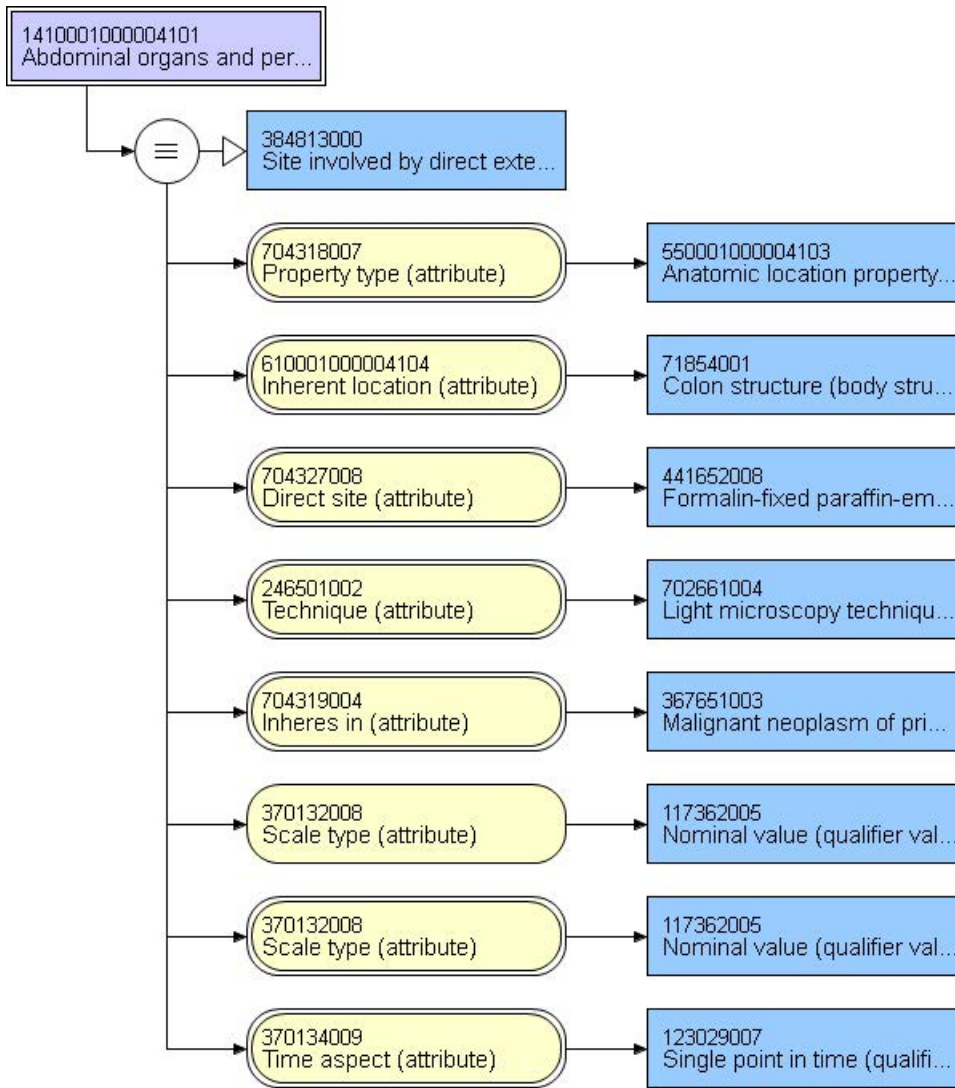 1410001000004101
Abdominal organs and per...
384813000
Site involved by direct exte...
704318007
Property type (attribute)
550001000004103
Anatomic location property...
610001000004104
Inherent location (attribute)
71854001
Colon structure (body stru...
704327008
Direct site (attribute)
441652008
Formalin-fixed paraffin-em...
246501002
Technique (attribute)
702661004
Light microscopy techniqu...
704319004
Inheres in (attribute)
367651003
Malignant neoplasm of pri...
370132008
Scale type (attribute)
117362005
Nominal value (qualifier val...
370132008
Scale type (attribute)
117362005
Nominal value (qualifier val...
370134009
Time aspect (attribute)
123029007
Single point in time (qualifi...